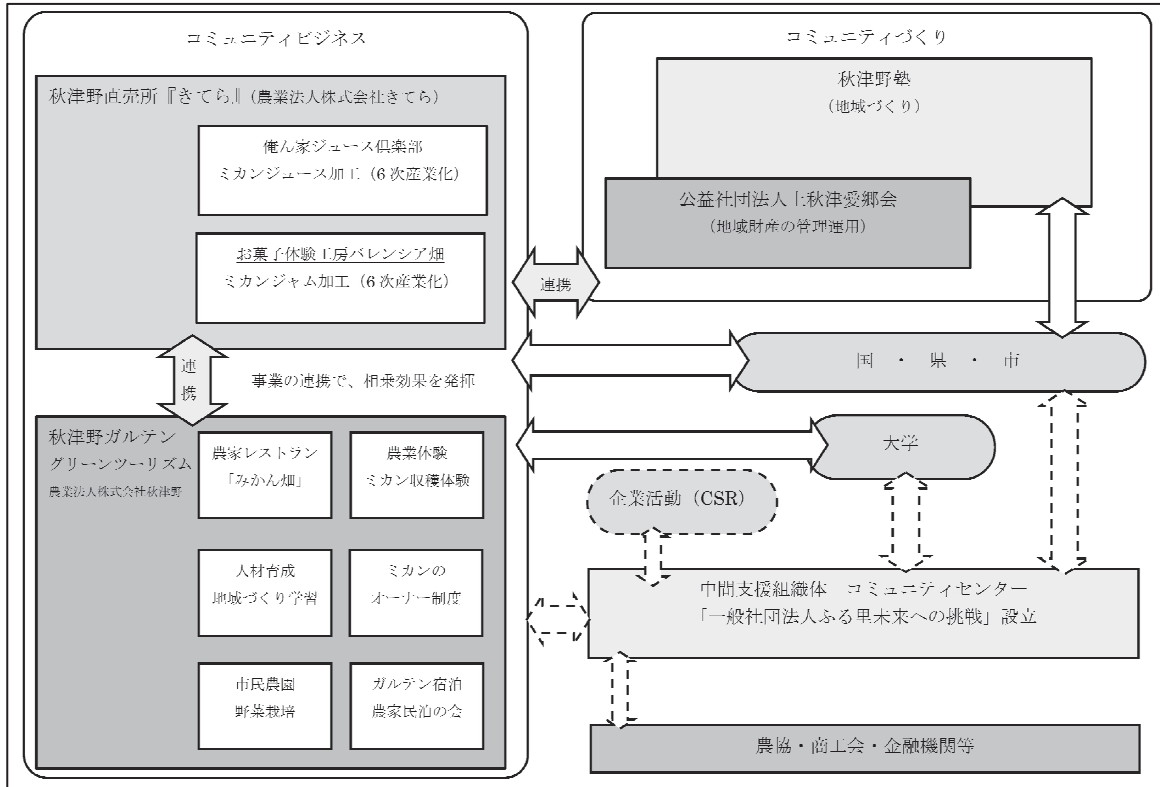 コミュニティビジネス
秋津野直売所『きてら』（農業法人株式会社きてら）
俺ん家ジュース倶楽部
ミカンジュース加工（6 次産業化）
お菓子体験工房バレンシア畑
ミカンジャム加工（6 次産業化）
連
携
事業の連携で、相乗効果を発揮
秋津野ガルテン
グリーンツーリズム
農業法人株式会社秋津野
農家レストラン
「みかん畑」
農業体験
ミカン収穫体験
人材育成
地域づくり学習
ミカンの
オーナー制度
市民農園
野菜栽培
ガルテン宿泊
農家民泊の会
コミュニティづくり
秋津野塾
（地域づくり）
公益社団法人上秋津愛郷会
（地域財産の管理運用）
連携
国 ・ 県 ・ 市
大学
企業活動（CSR）
中間支援組織体　コミュニティセンター
「一般社団法人ふる里未来への挑戦」設立
農協・商工会・金融機関等